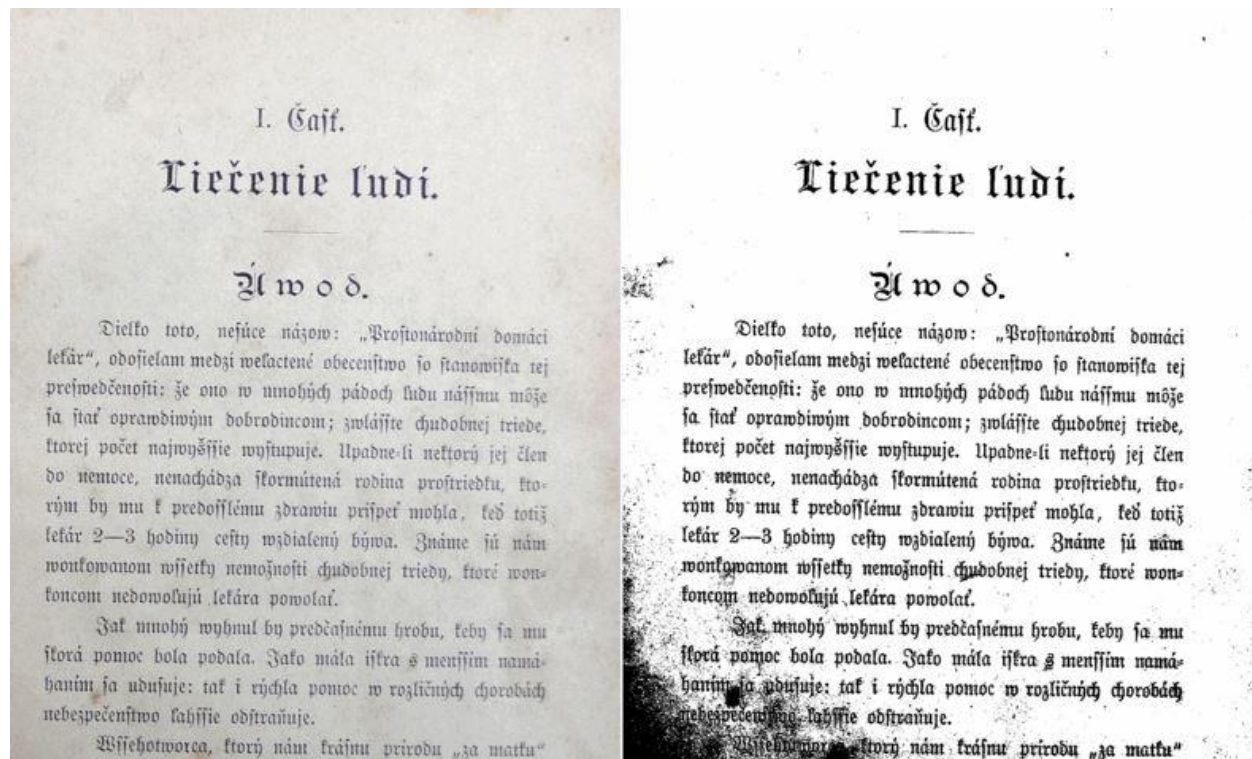 I. Čaſť.
Liečenie ľudí.
Úwod.
Dielko toto, neſúce názow: „Proſtonárodní domáci
lekár“, odoſielam medzi weľactené obecenſtwo ſo ſtanowiſka tej
preſwedčenoſti: že ono w mnohých pádoch ľudu náſſmu môže
ſa ſtať oprawdiwým dobrodincom; zwláſſte chudobnej triede,
ktorej počet najwyšſſie wyſtupuje. Upadne-li nektorý jej člen
do nemoce, nenachádza ſkormútená rodina proſtriedku, kto-
rým by mu k predoſſlému zdrawiu priſpeť mohla, keď totiž
lekár 2—3 hodiny ceſty wzdialený býwa. Známe ſú nám
wonkowanom wſſetky nemožnoſti chudobnej triedy, ktoré won-
koncom nedowoľujú lekára powolať.
Jak mnohý wyhnul by predčaſnému hrobu, keby ſa mu
ſkorá pomoc bola podala. Jako mála iſkra s menſſím namá-
haním ſa uduſuje: tak i rýchla pomoc w rozličných chorobách
nebezpečenſtwo ľahſſie odſtraňuje.
Wſſehotworca, ktorý nám kráſnu prirodu „za matku“
I. Čaſť.
Liečenie ľudí.
Úwod.
Dielko toto, neſúce názow: „Proſtonárodní domáci
lekár“, odoſielam medzi weľactené obecenſtwo ſo ſtanowiſka tej
preſwedčenoſti: že ono w mnohých pádoch ľudu náſſmu môže
ſa ſtať oprawdiwým dobrodincom; zwláſſte chudobnej triede,
ktorej počet najwyšſſie wyſtupuje. Upadne-li nektorý jej člen
do nemoce, nenachádza ſkormútená rodina proſtriedku, kto-
rým by mu k predoſſlému zdrawiu priſpeť mohla, keď totiž
lekár 2—3 hodiny ceſty wzdialený býwa. Známe ſú nám
wonkowanom wſſetky nemožnoſti chudobnej triedy, ktoré won-
koncom nedowoľujú lekára powolať.
Jak mnohý wyhnul by predčaſnému hrobu, keby ſa mu
ſkorá pomoc bola podala. Jako mála iſkra s menſſím namá-
haním ſa uduſuje: tak i rýchla pomoc w rozličných chorobách
nebezpečenſtwo ľahſſie odſtraňuje.
Wſſehotworca, ktorý nám kráſnu prirodu „za matku“